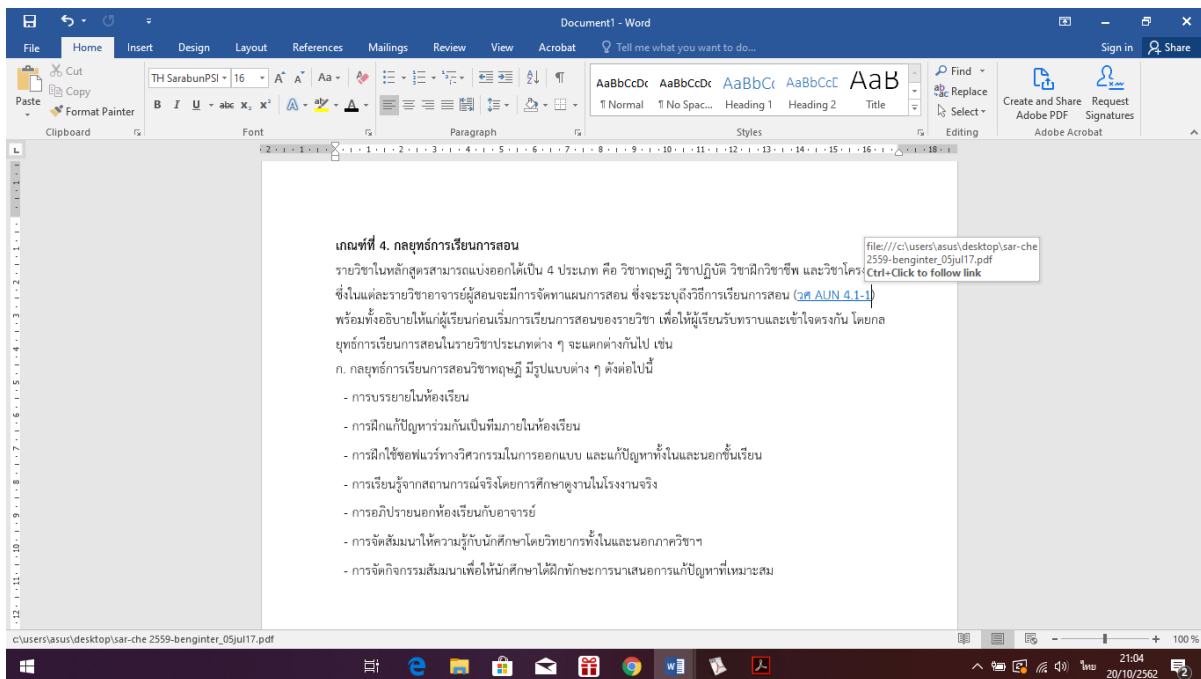 Document1 - Word
File Home Insert Design Layout References Mailings Review View Acrobat Tell me what you want to do... Sign in Share
Paste Cut Copy Format Painter
TH SarabunPSI 16 Aa
B I U abc x₂ x² A
AaBbCcDc AaBbCcDc AaBbCc AaBbCcD AaB
¶ Normal ¶ No Spac... Heading 1 Heading 2 Title
Find Replace Select
Create and Share Adobe PDF Request Signatures
Clipboard Font Paragraph Styles Editing Adobe Acrobat
2 1 1 2 3 4 5 6 7 8 9 10 11 12 13 14 15 16 18
เกณฑ์ที่ 4. กลยุทธ์การเรียนการสอน
file:///c:\users\asus\desktop\sar-che
2559-benginter_05jul17.pdf
Ctrl+Click to follow link
รายวิชาในหลักสูตรสามารถแบ่งออกได้เป็น 4 ประเภท คือ วิชาทฤษฎี วิชาปฏิบัติ วิชาฝึกวิชาชีพ และวิชาโครง
ซึ่งในแต่ละรายวิชาอาจารย์ผู้สอนจะมีการจัดทาแผนการสอน ซึ่งจะระบุถึงวิธีการเรียนการสอน (วศ AUN 4.1-1)
พร้อมทั้งอธิบายให้แก่ผู้เรียนก่อนเริ่มการเรียนการสอนของรายวิชา เพื่อให้ผู้เรียนรับทราบและเข้าใจตรงกัน โดยกล
ยุทธ์การเรียนการสอนในรายวิชาประเภทต่าง ๆ จะแตกต่างกันไป เช่น
ก. กลยุทธ์การเรียนการสอนวิชาทฤษฎี มีรูปแบบต่าง ๆ ดังต่อไปนี้
- การบรรยายในห้องเรียน
- การฝึกแก้ปัญหาร่วมกันเป็นทีมภายในห้องเรียน
- การฝึกใช้ซอฟแวร์ทางวิศวกรรมในการออกแบบ และแก้ปัญหาทั้งในและนอกชั้นเรียน
- การเรียนรู้จากสถานการณ์จริงโดยการศึกษาดูงานในโรงงานจริง
- การอภิปรายนอกห้องเรียนกับอาจารย์
- การจัดสัมมนาให้ความรู้กับนักศึกษาโดยวิทยากรทั้งในและนอกภาควิชาฯ
- การจัดกิจกรรมสัมมนาเพื่อให้นักศึกษาได้ฝึกทักษะการนาเสนอการแก้ปัญหาที่เหมาะสม
c:\users\asus\desktop\sar-che 2559-benginter_05jul17.pdf
100 %
ไทย 21:04
20/10/2562